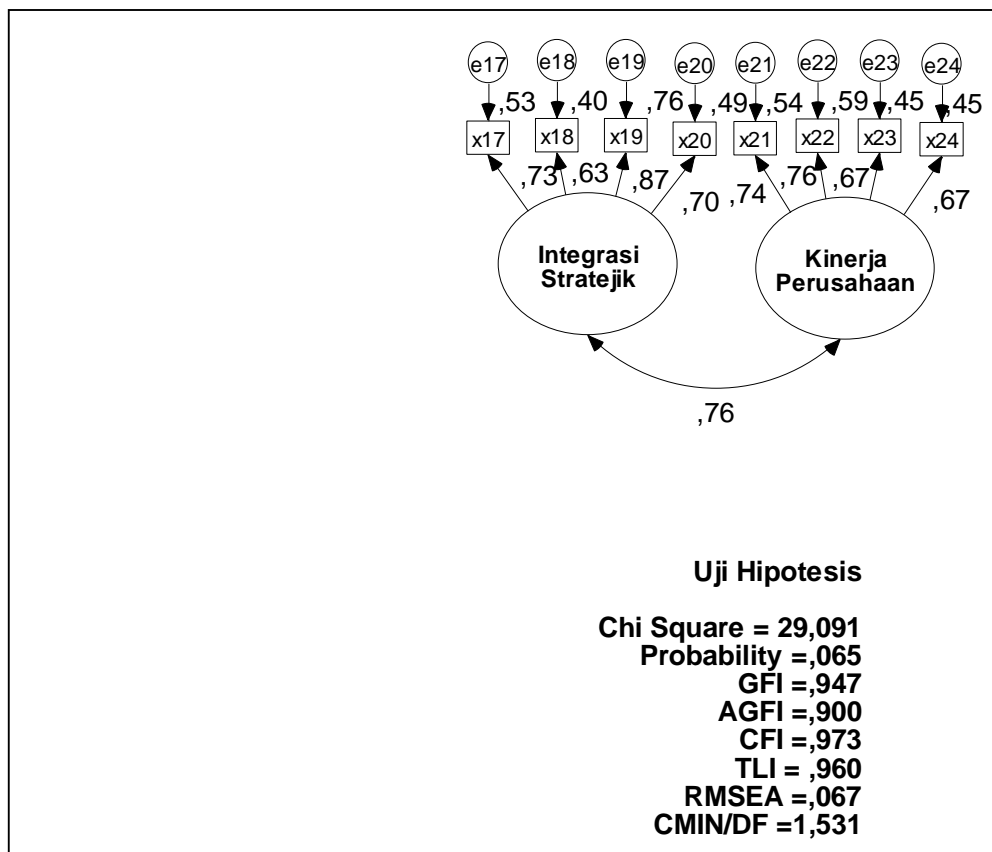 e17 e18 e19 e20 e21 e22 e23 e24
,53 ,40 ,76 ,49 ,54 ,59 ,45 ,45
x17 x18 x19 x20 x21 x22 x23 x24
,73 ,63 ,87 ,70 ,74 ,76 ,67 ,67
Integrasi
Stratejik
Kinerja
Perusahaan
,76
Uji Hipotesis
Chi Square = 29,091
Probability =,065
GFI =,947
AGFI =,900
CFI =,973
TLI = ,960
RMSEA =,067
CMIN/DF =1,531